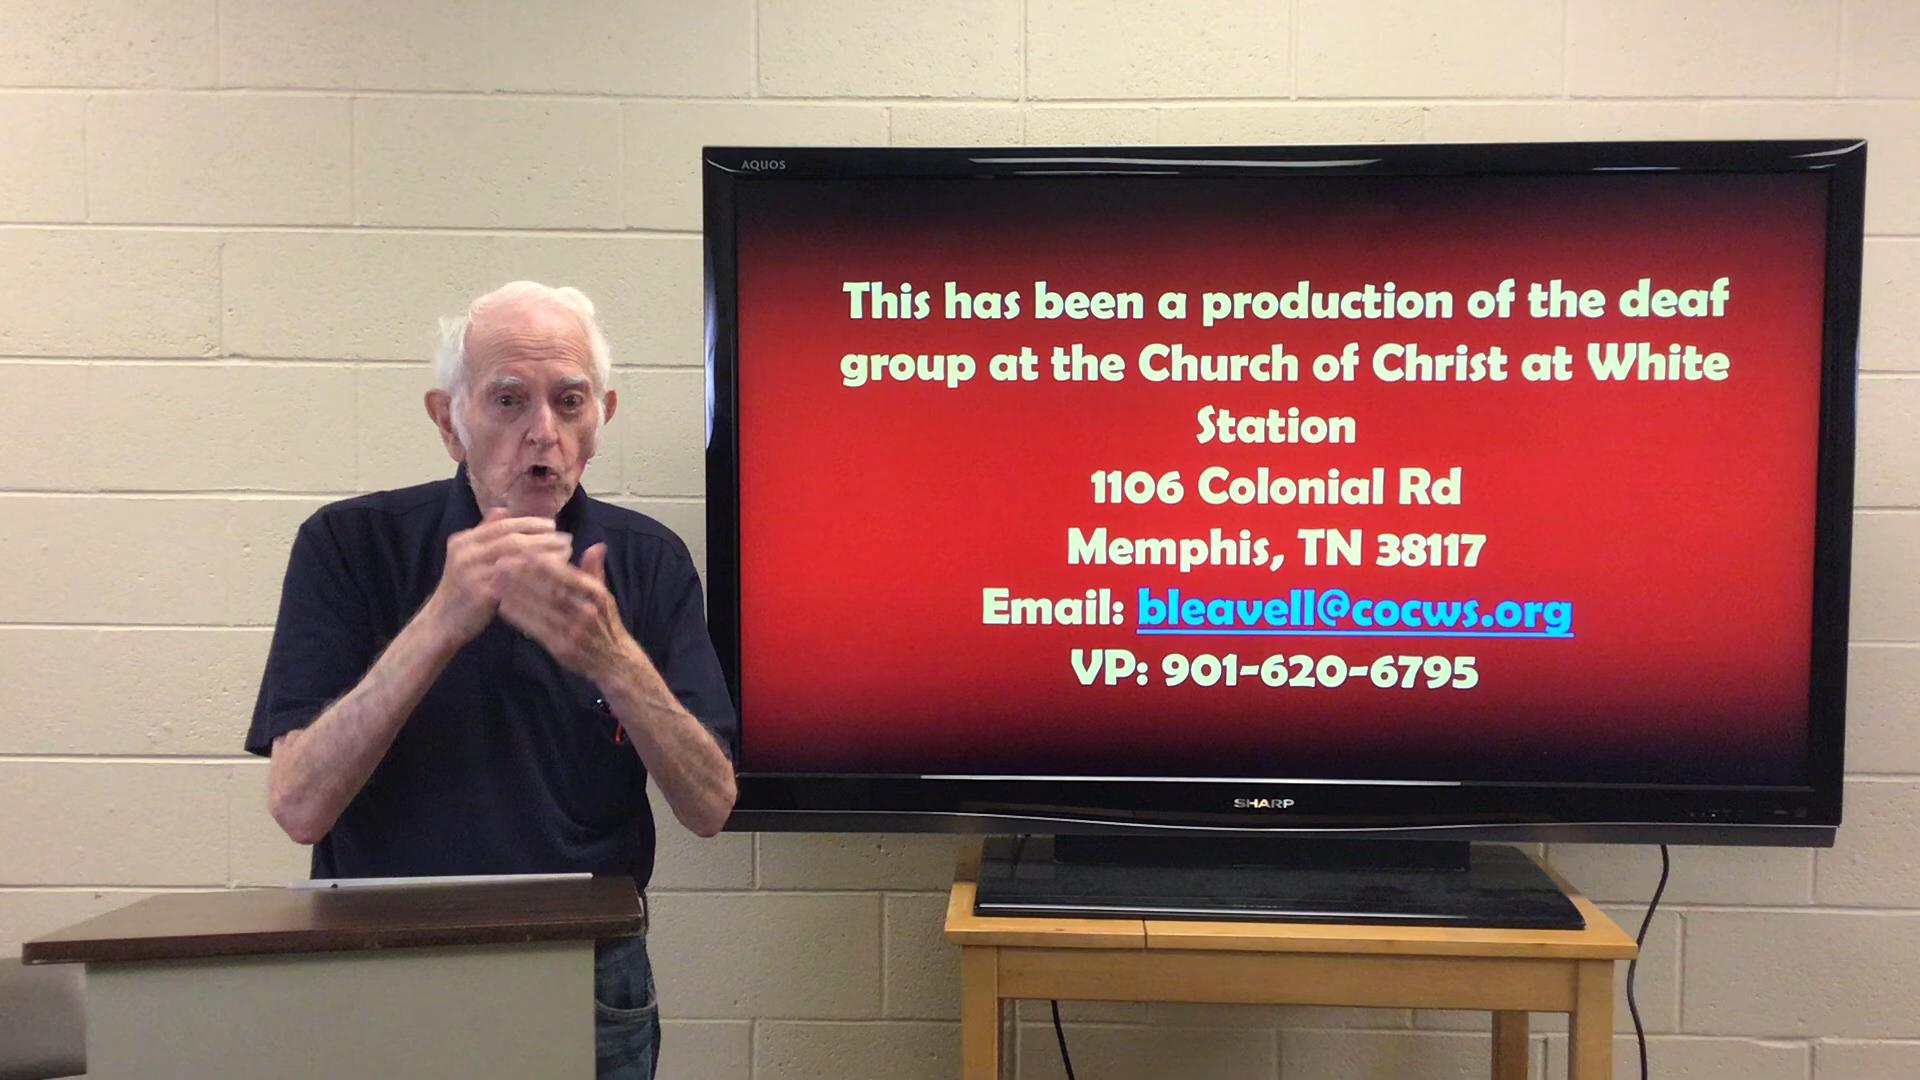 AQUOS
This has been a production of the deaf
group at the Church of Christ at White
Station
1106 Colonial Rd
Memphis, TN 38117
Email: bleavell@cocws.org
VP: 901-620-6795
SHARP